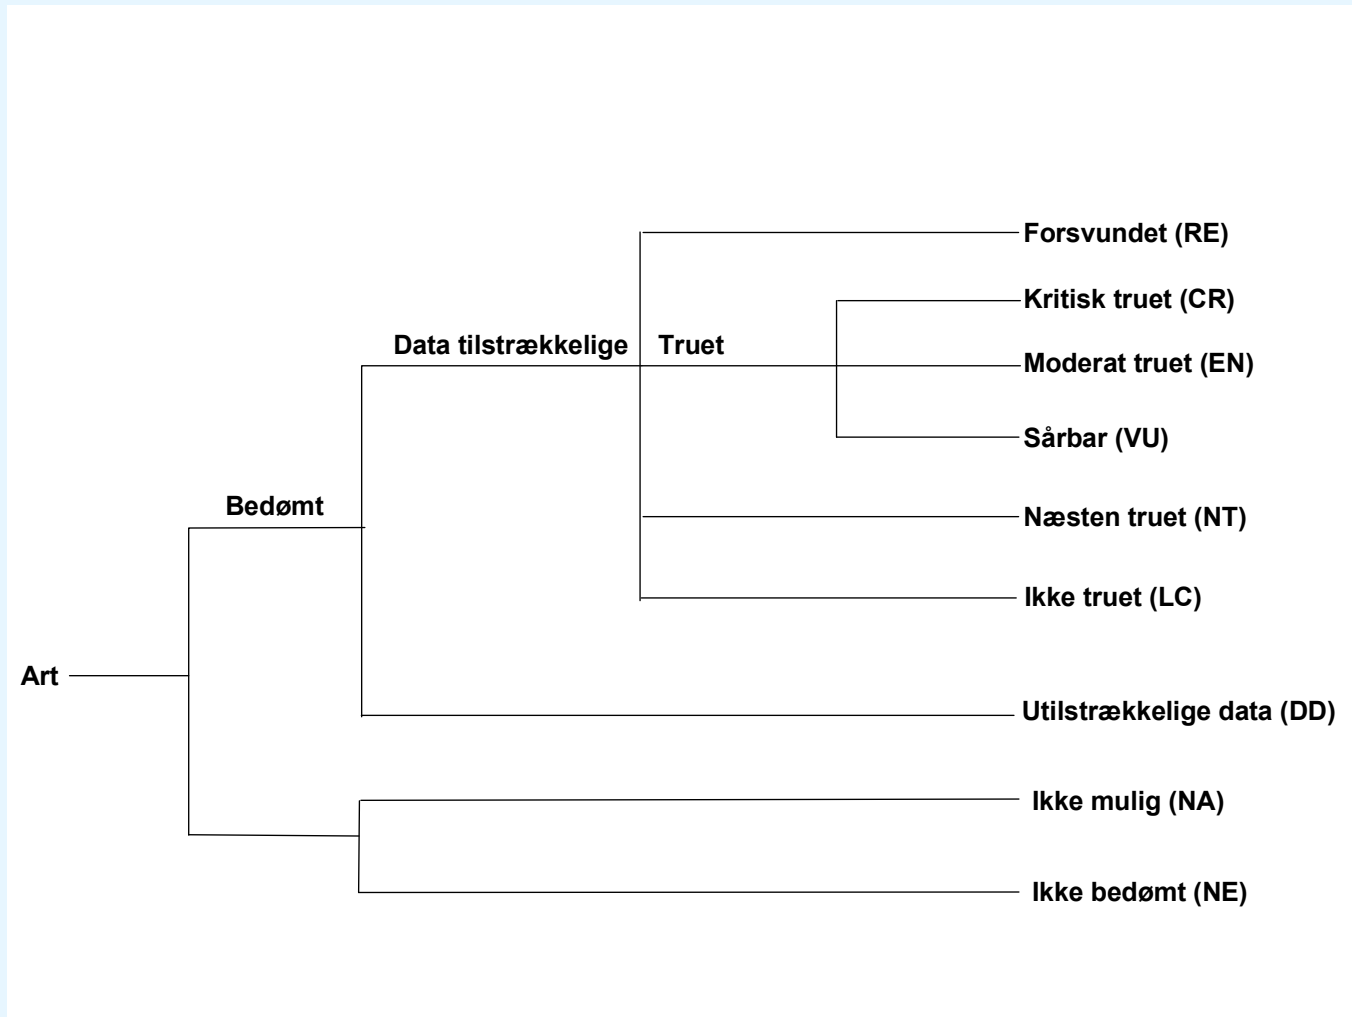 Forsvundet (RE)
Kritisk truet (CR)
Data tilstrækkelige
Truet
Moderat truet (EN)
Sårbar (VU)
Bedømt
Næsten truet (NT)
Ikke truet (LC)
Art
Utilstrækkelige data (DD)
Ikke mulig (NA)
Ikke bedømt (NE)